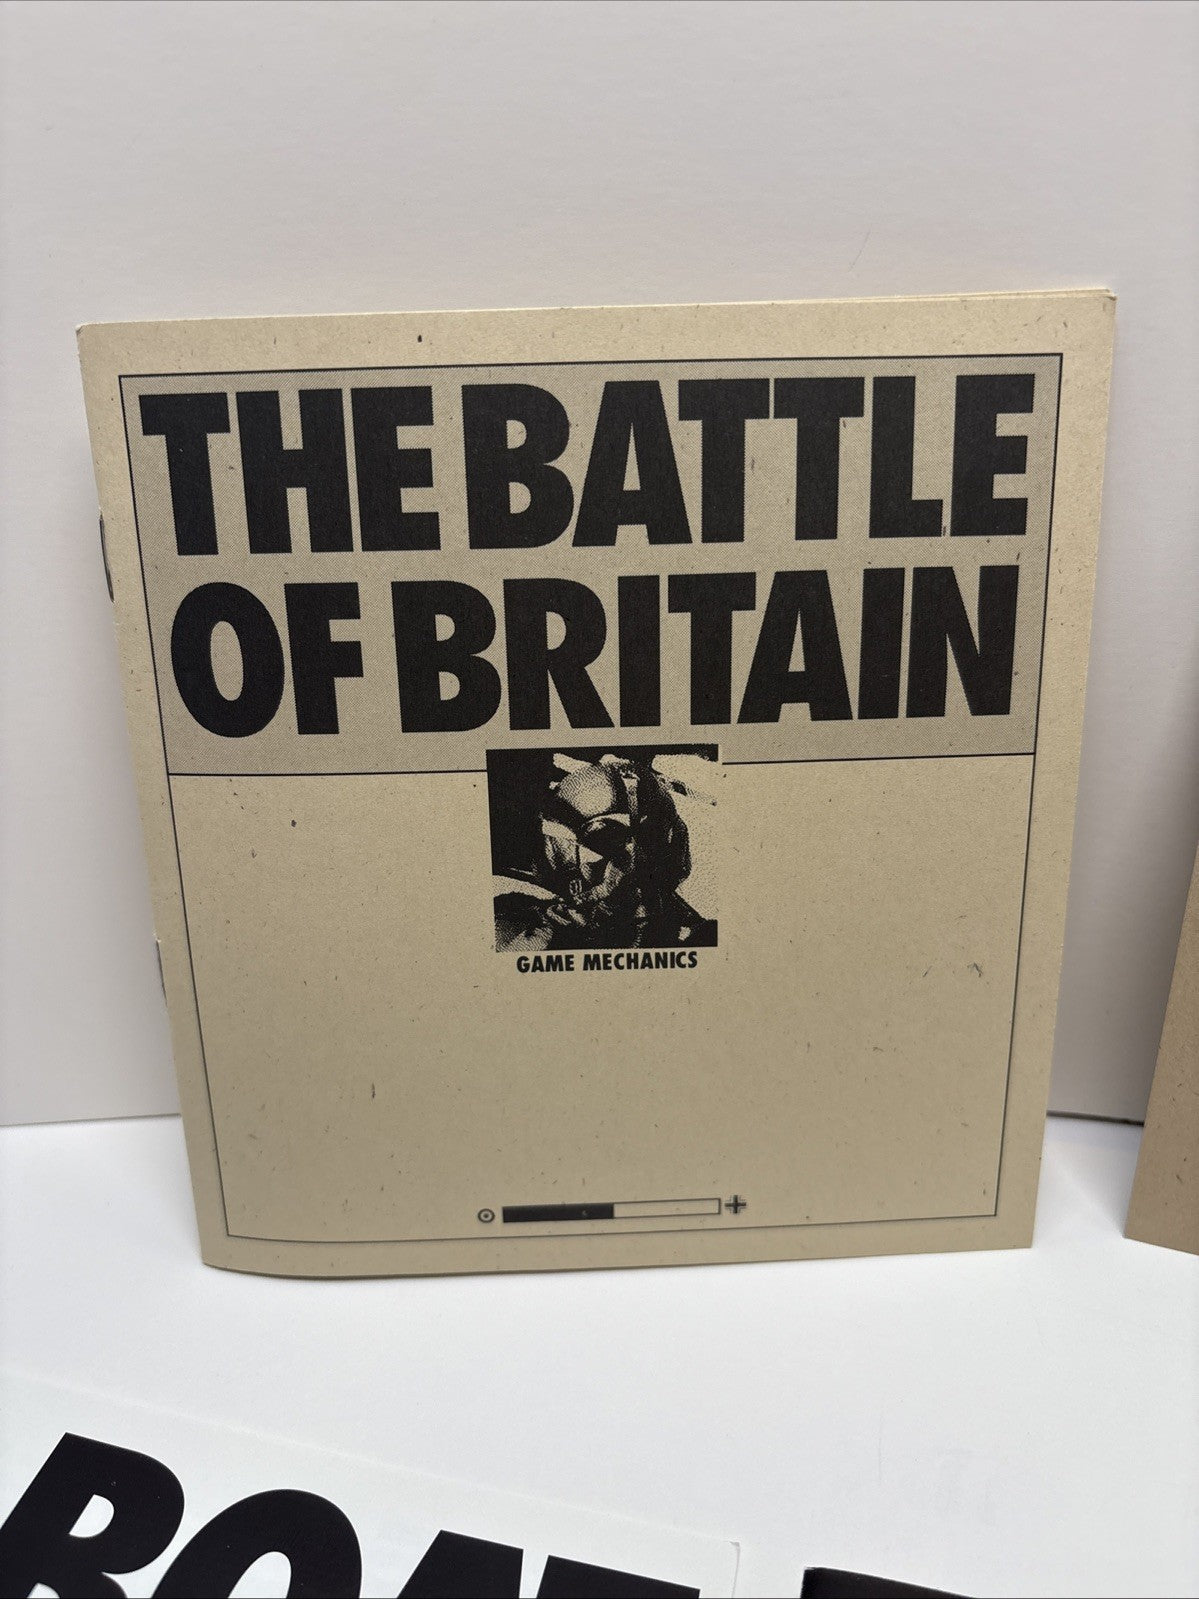 THE BATTLE
OF BRITAIN
GAME MECHANICS